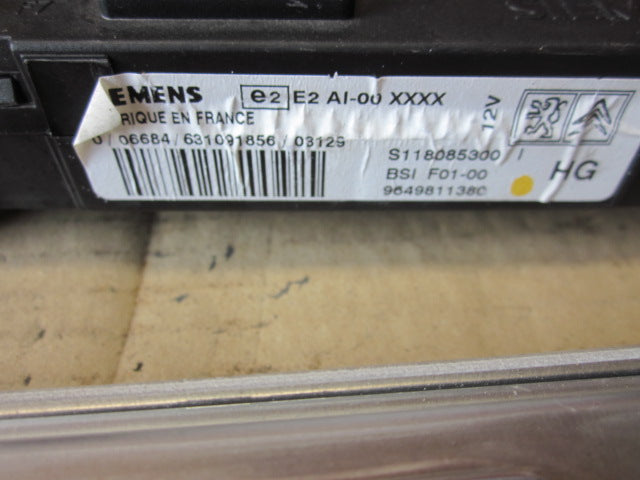 EMENS e2 E2 AI-00 XXXX
RIQUE EN FRANCE
/ 06684 / 631091856 / 03129
12V
S118085300 I
BSI F01-00
9649811380
HG